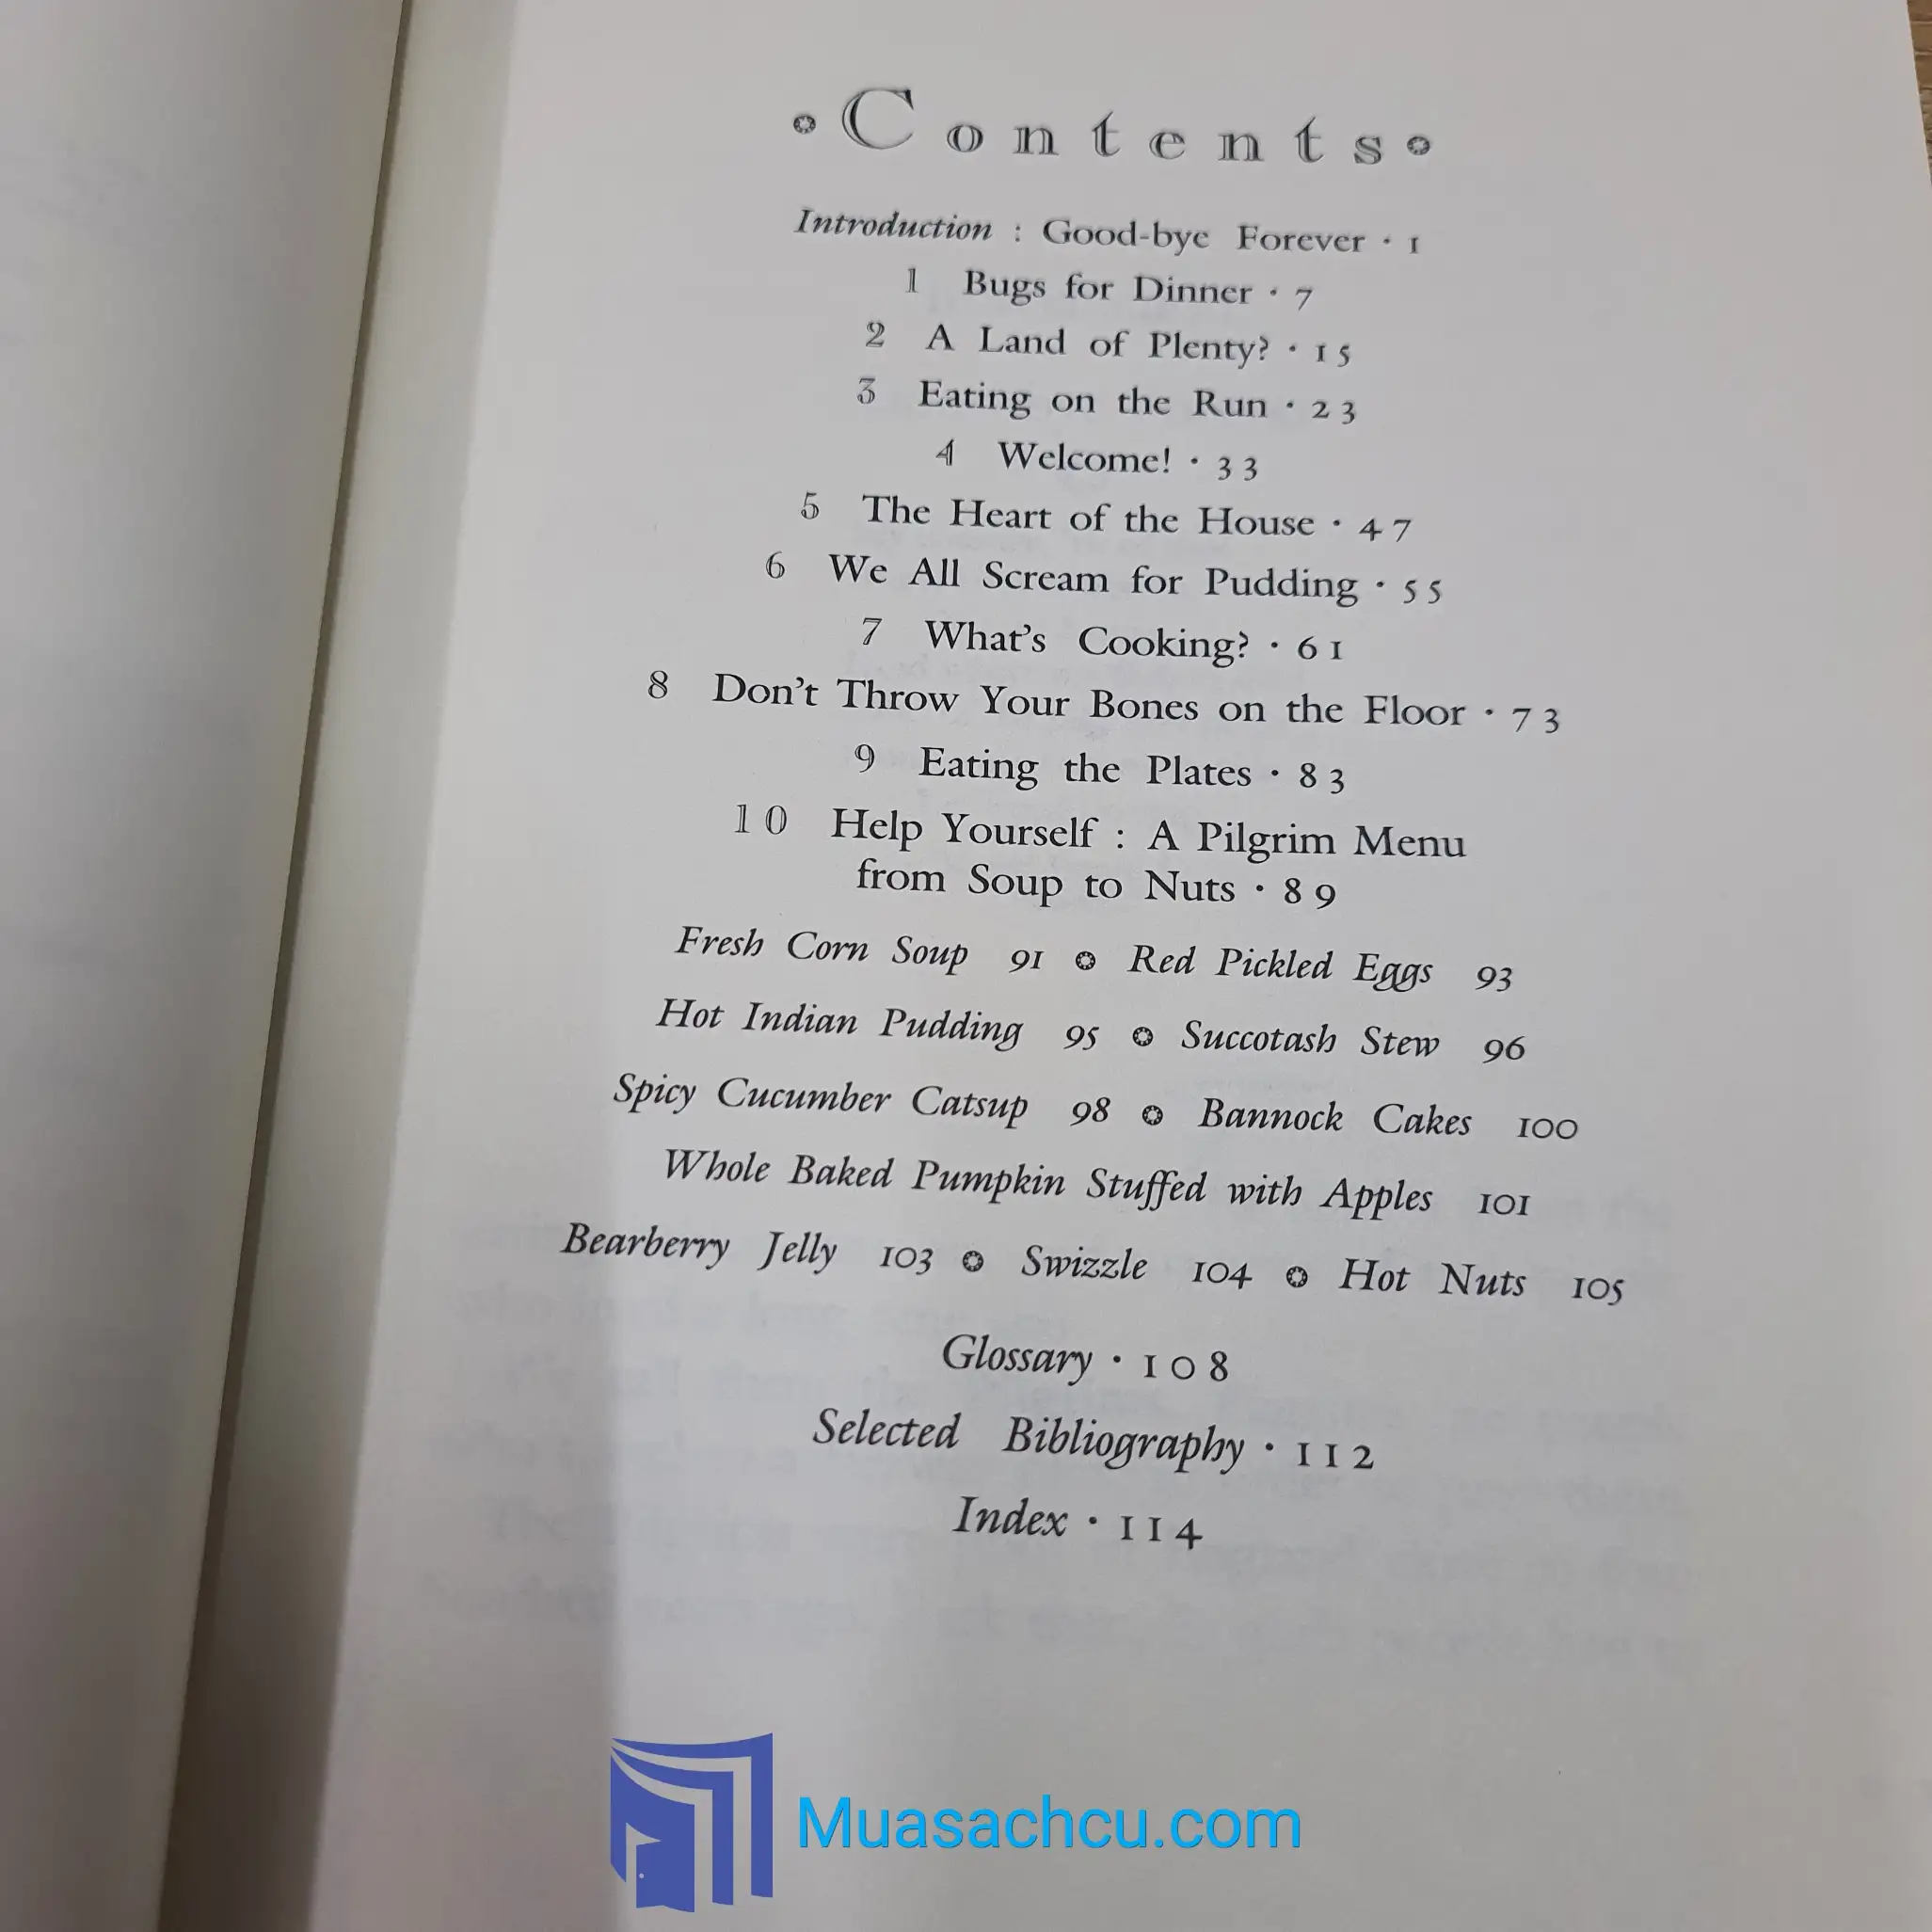 Contents
Introduction : Good-bye Forever · 1
1 Bugs for Dinner · 7
2 A Land of Plenty? · 15
3 Eating on the Run · 23
4 Welcome! · 33
5 The Heart of the House · 47
6 We All Scream for Pudding · 55
7 What's Cooking? · 61
8 Don't Throw Your Bones on the Floor · 73
9 Eating the Plates · 83
10 Help Yourself : A Pilgrim Menu
from Soup to Nuts · 89
Fresh Corn Soup 91 Red Pickled Eggs 93
Hot Indian Pudding 95 Succotash Stew 96
Spicy Cucumber Catsup 98 Bannock Cakes 100
Whole Baked Pumpkin Stuffed with Apples 101
Bearberry Jelly 103 Swizzle 104 Hot Nuts 105
Glossary · 108
Selected Bibliography · 112
Index · 114
Muasachcu.com